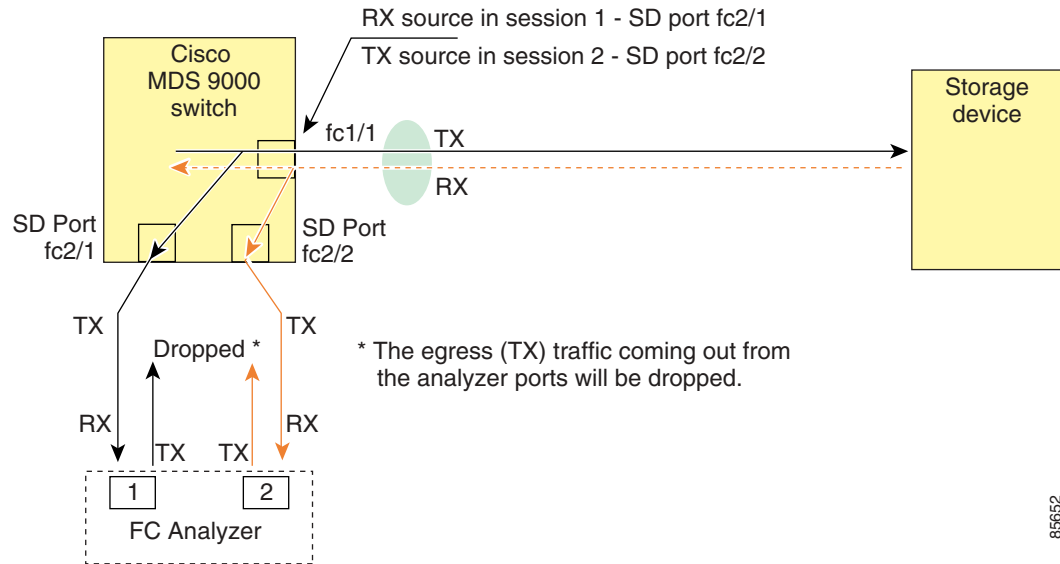 RX source in session 1 - SD port fc2/1
TX source in session 2 - SD port fc2/2
Cisco
MDS 9000
switch
Storage
device
fc1/1
TX
RX
SD Port
fc2/1
SD Port
fc2/2
TX
TX
Dropped *
* The egress (TX) traffic coming out from
the analyzer ports will be dropped.
RX
TX
TX
RX
1
2
FC Analyzer
85652